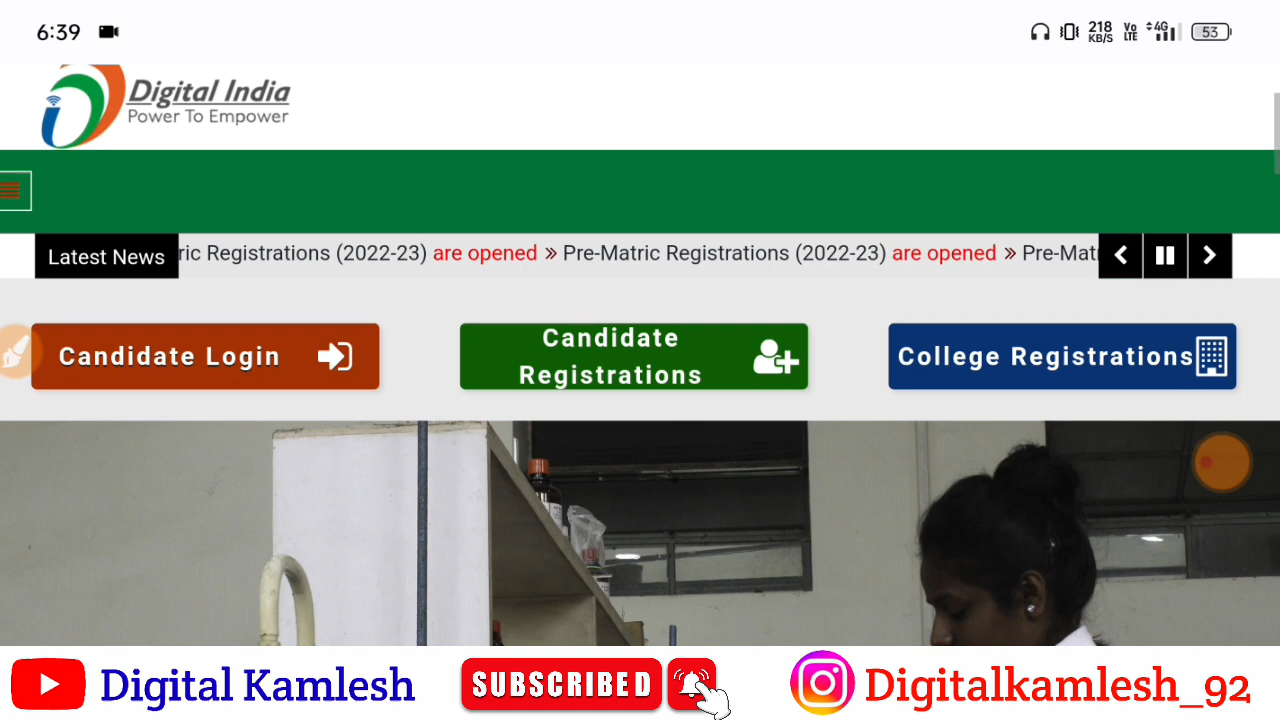 6:39
218
KB/S
Vo
LTE
4G
53
Digital India
Power To Empower
Latest News
ric Registrations (2022-23) are opened » Pre-Matric Registrations (2022-23) are opened » Pre-Mat
Candidate Login
Candidate
Registrations
College Registrations
Digital Kamlesh
SUBSCRIBED
Digitalkamlesh_92